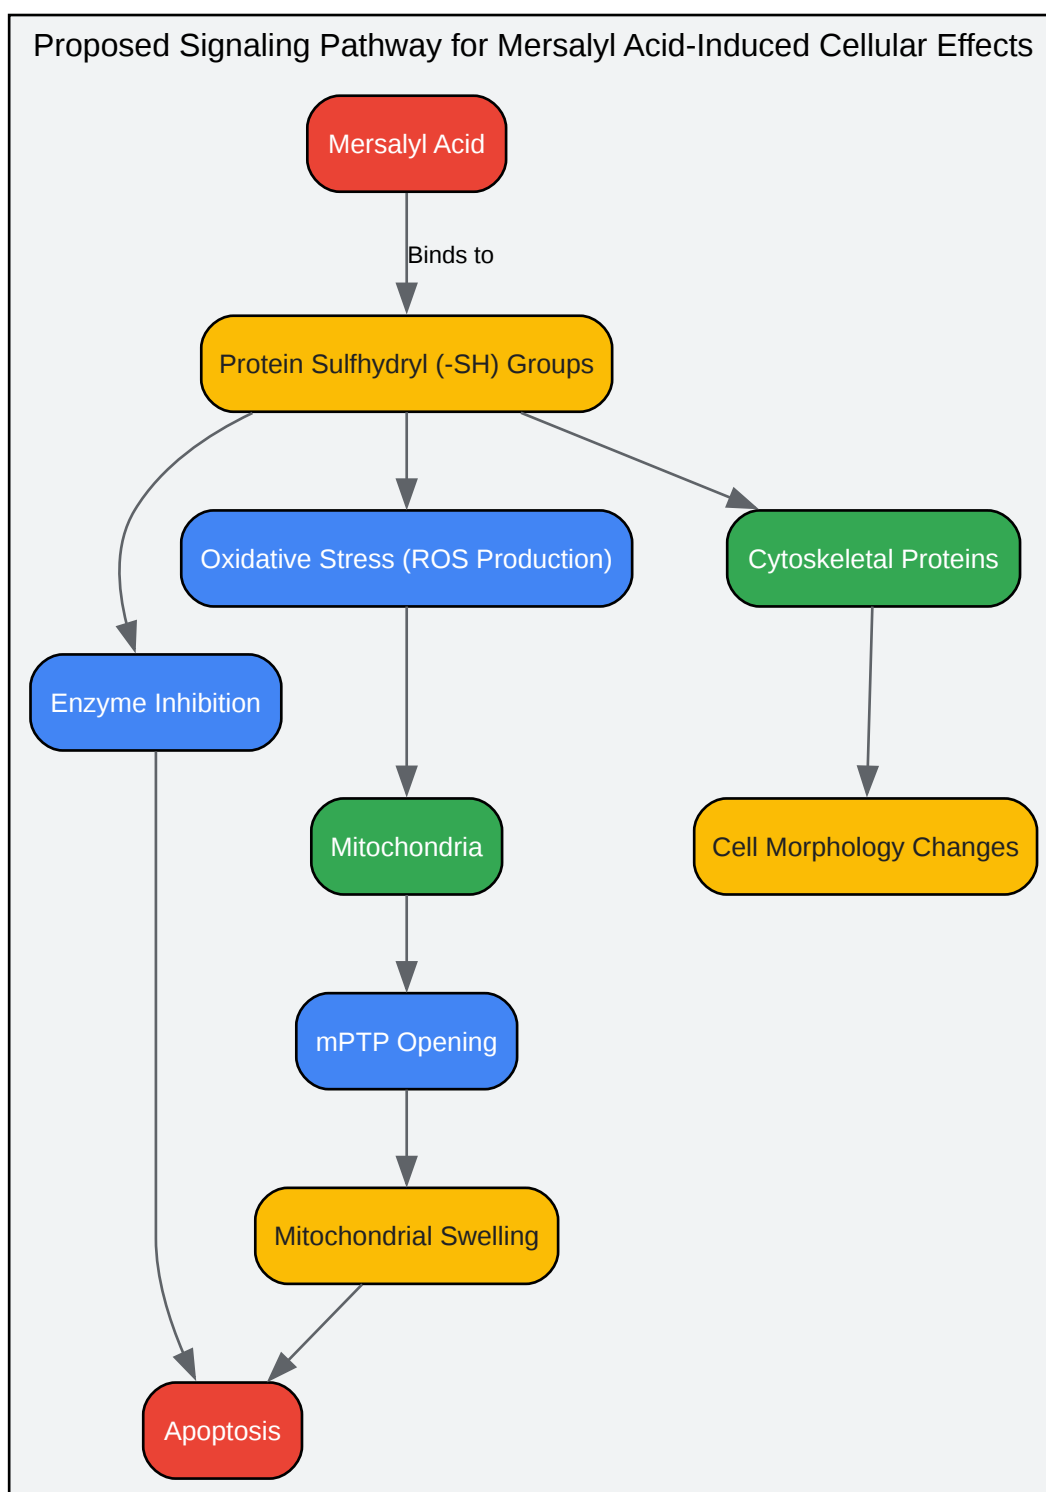 Proposed Signaling Pathway for Mersalyl Acid-Induced Cellular Effects
Mersalyl Acid
Binds to
Protein Sulfhydryl (-SH) Groups
Oxidative Stress (ROS Production)
Cytoskeletal Proteins
Enzyme Inhibition
Mitochondria
Cell Morphology Changes
mPTP Opening
Mitochondrial Swelling
Apoptosis